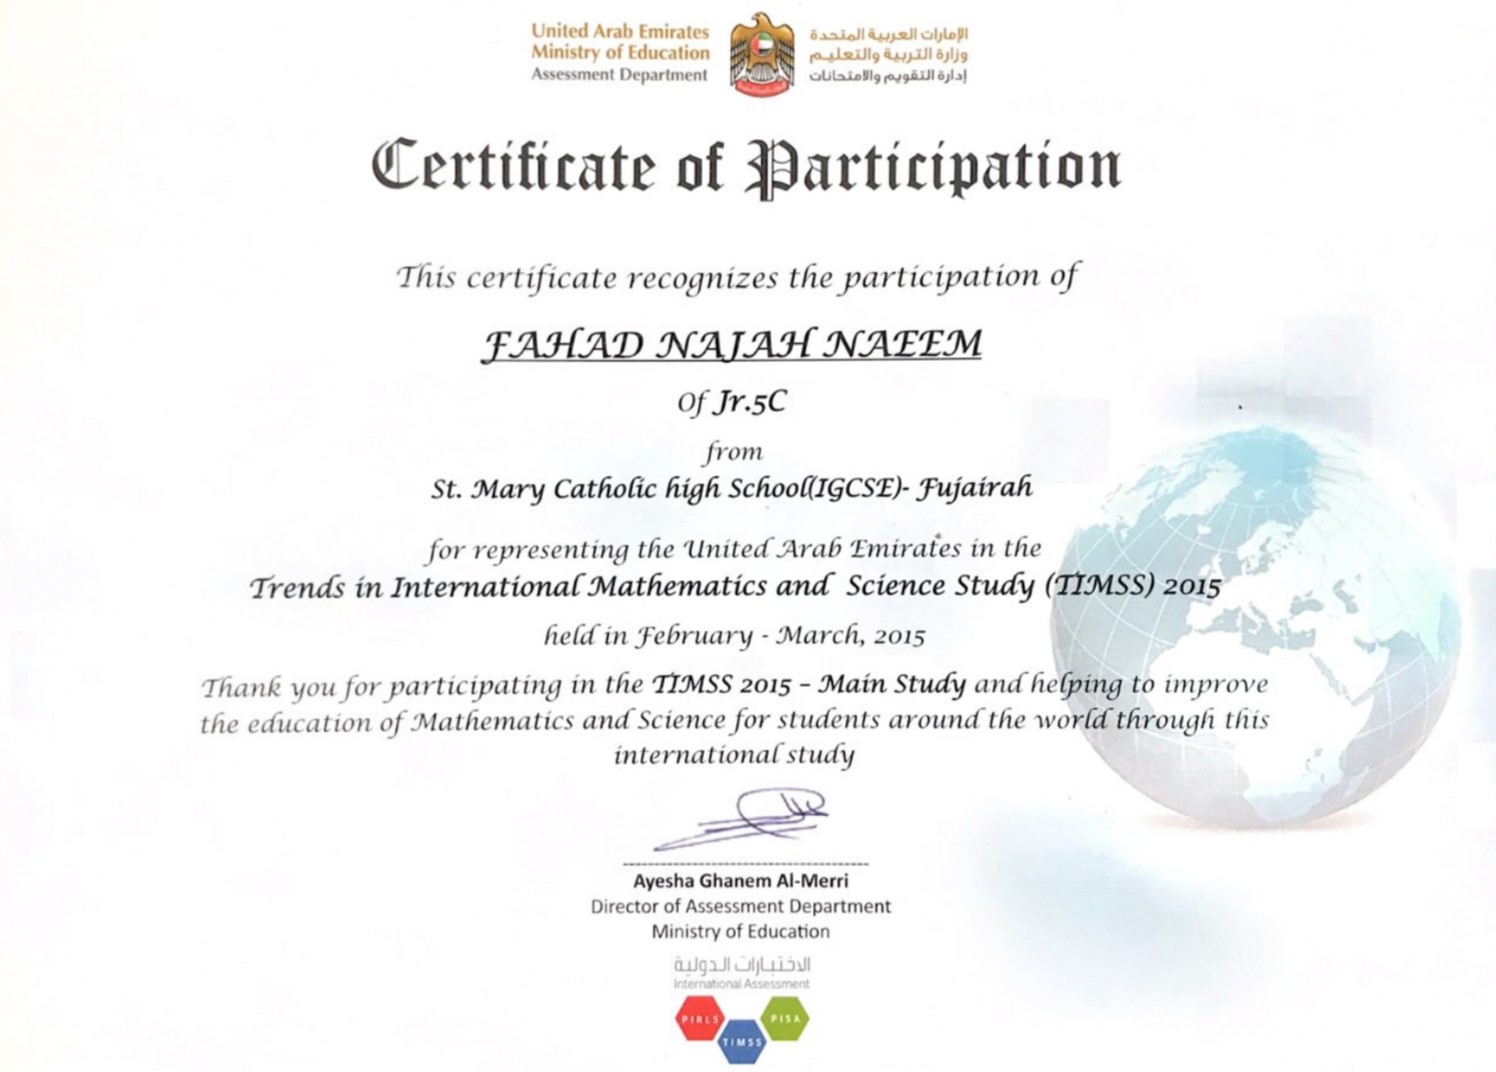 United Arab Emirates
Ministry of Education
Assessment Department
الإمارات العربية المتحدة
وزارة التربية والتعليم
إدارة التقويم والامتحانات
Certificate of Participation
This certificate recognizes the participation of
FAHAD NAJAH NAEEM
Of Jr.5C
from
St. Mary Catholic high School(IGCSE)- Fujairah
for representing the United Arab Emirates in the
Trends in International Mathematics and Science Study (TIMSS) 2015
held in February - March, 2015
Thank you for participating in the TIMSS 2015 – Main Study and helping to improve
the education of Mathematics and Science for students around the world through this
international study
Ayesha Ghanem Al-Merri
Director of Assessment Department
Ministry of Education
الاختبارات الدولية
International Assessment
PIRLS
PISA
TIMSS